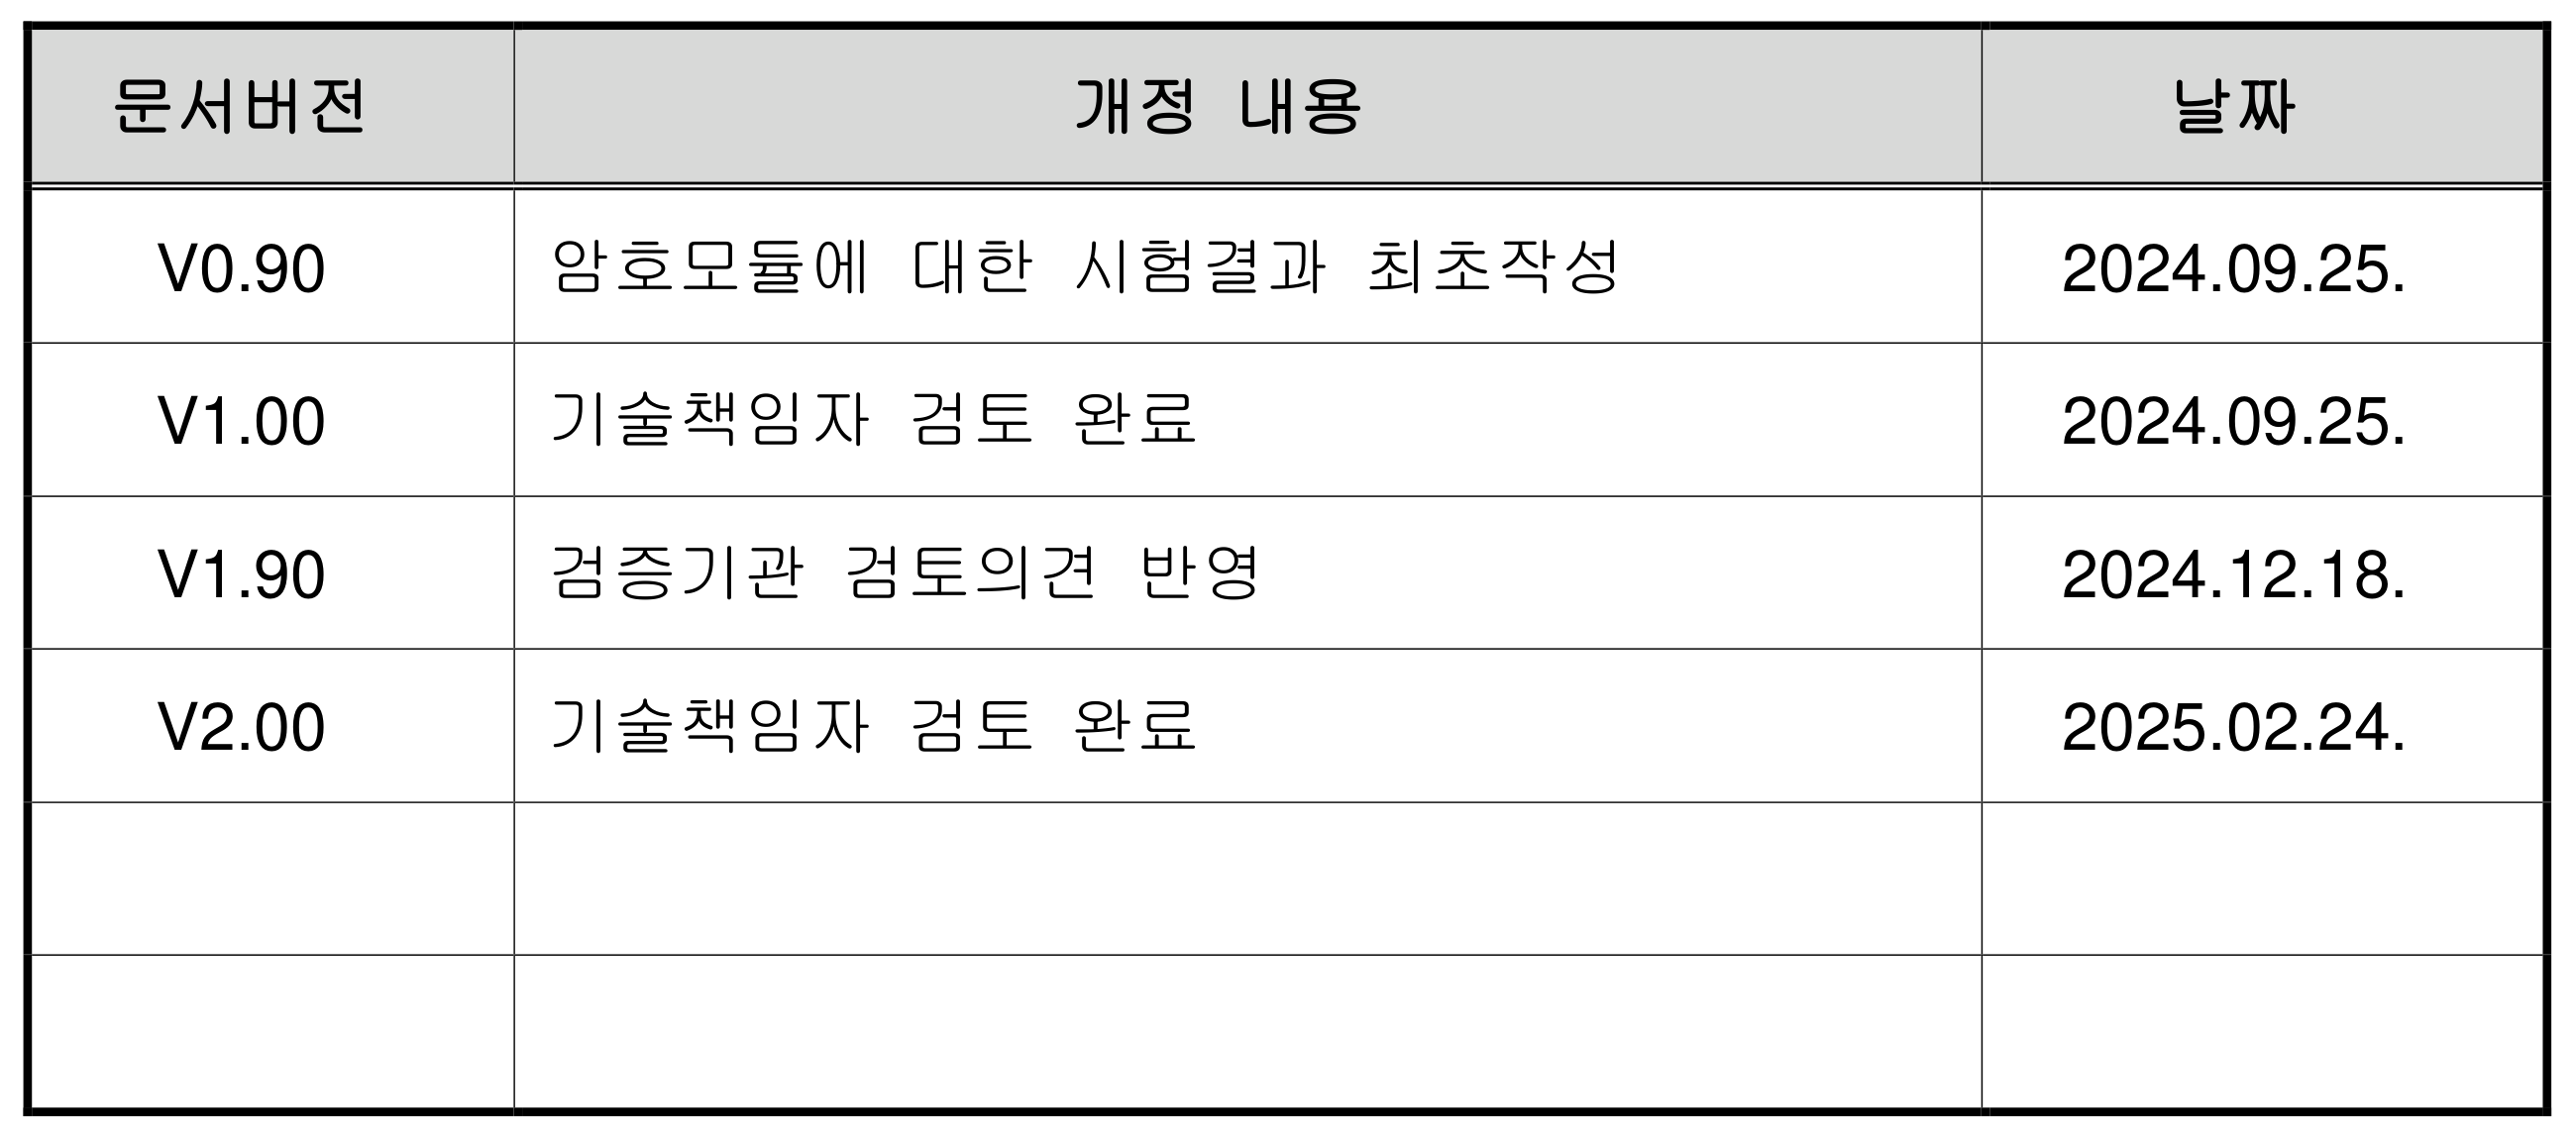 문서버전 개정 내용 날짜
V0.90 암호모듈에 대한 시험결과 최초작성 2024.09.25.
V1.00 기술책임자 검토 완료 2024.09.25.
V1.90 검증기관 검토의견 반영 2024.12.18.
V2.00 기술책임자 검토 완료 2025.02.24.